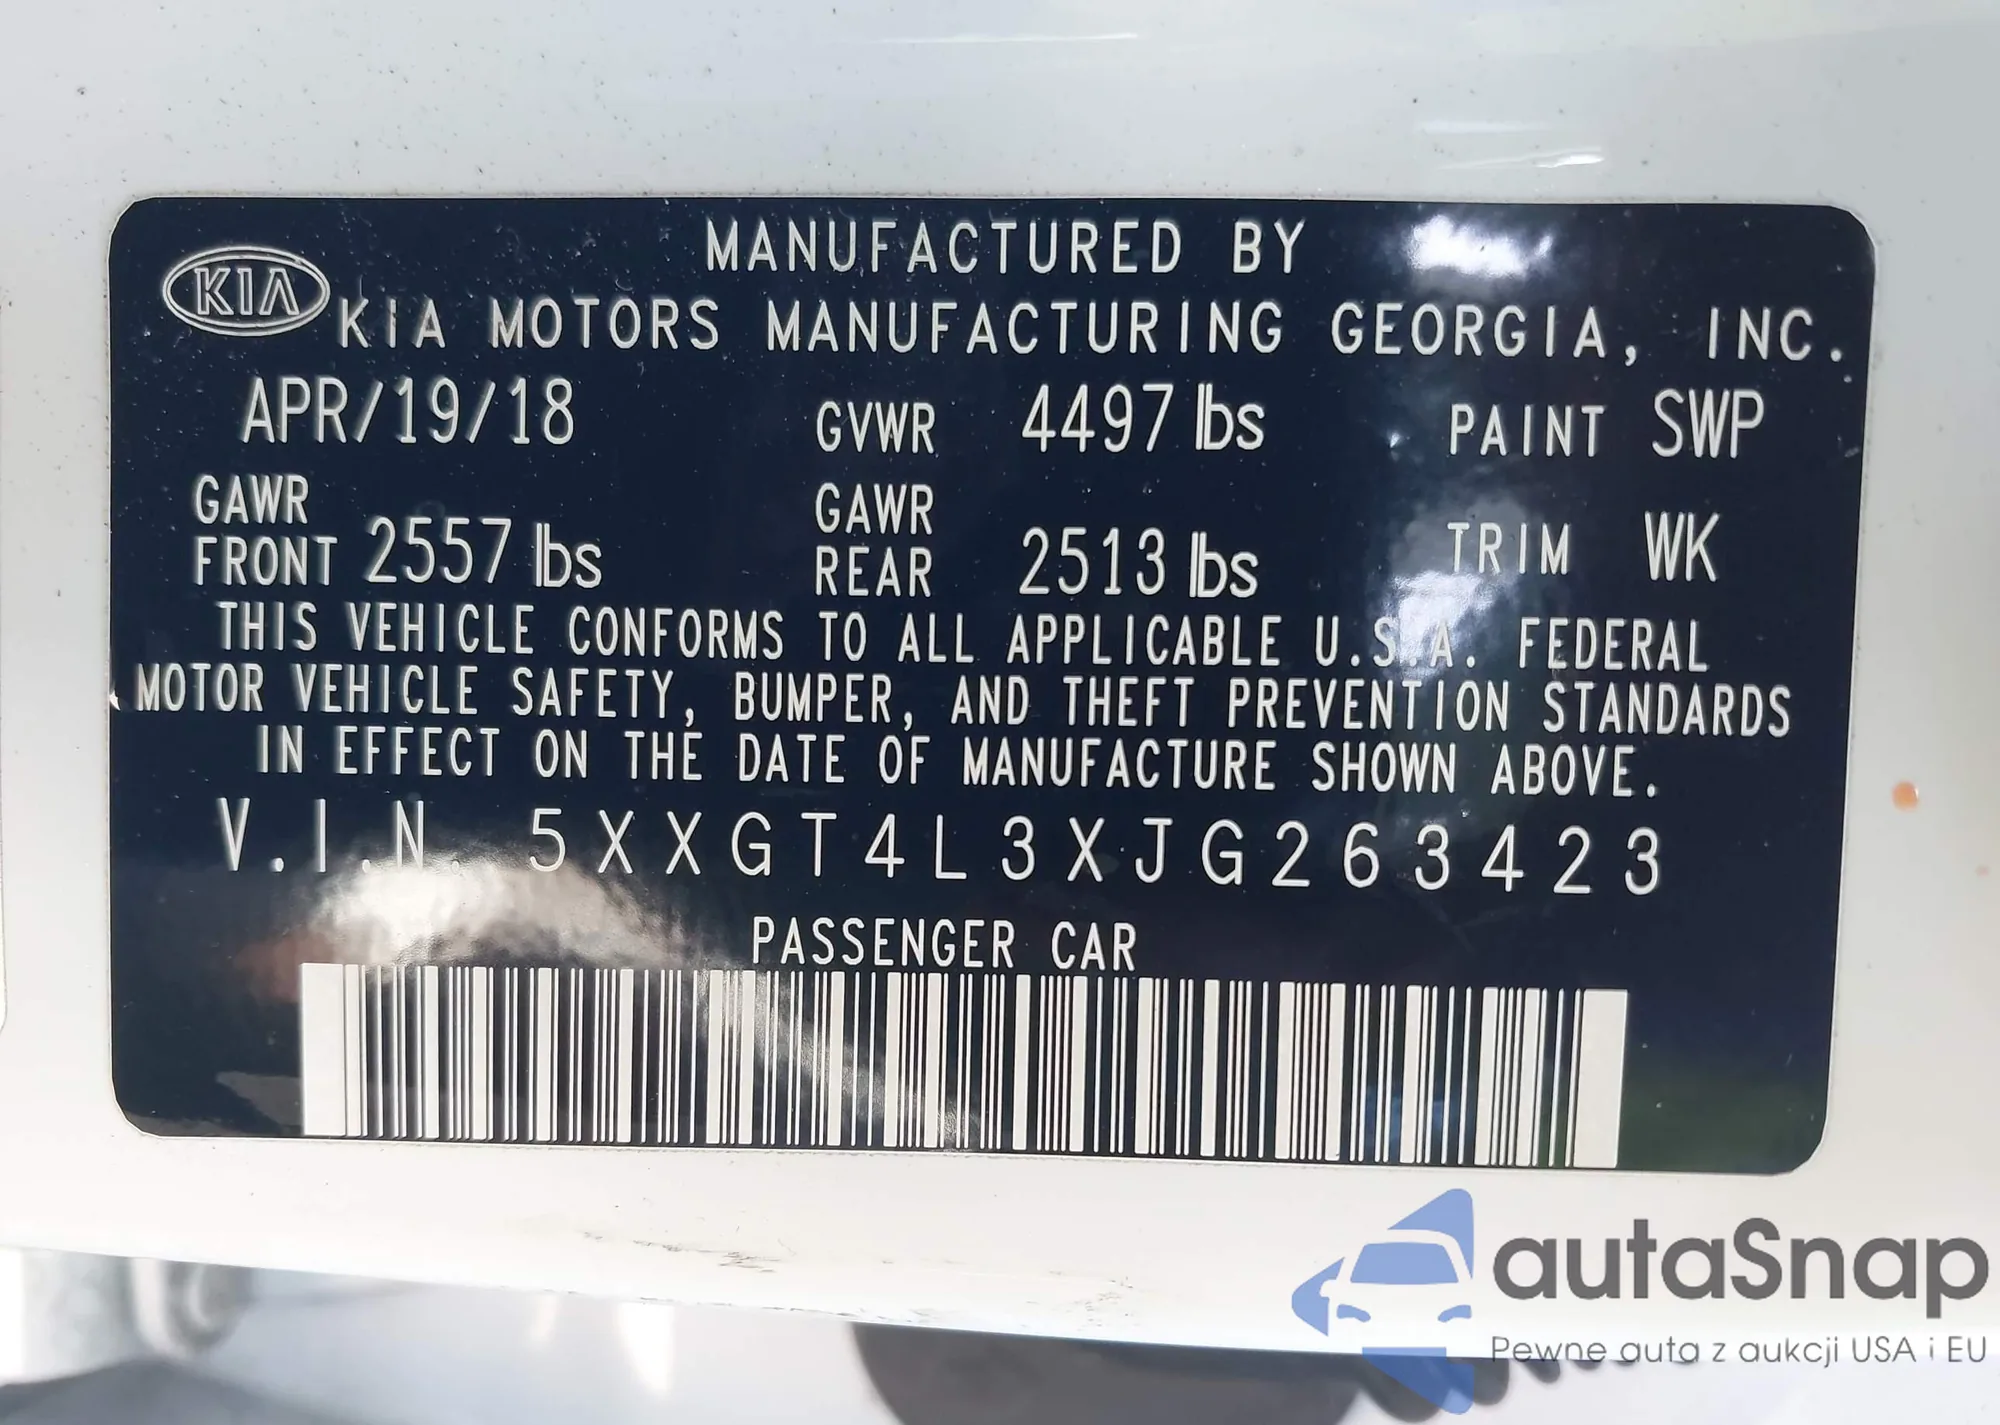 MANUFACTURED BY
KIA KIA MOTORS MANUFACTURING GEORGIA, INC.
APR/19/18 GVWR 4497 lbs PAINT SWP
GAWR FRONT 2557 lbs GAWR REAR 2513 lbs TRIM WK
THIS VEHICLE CONFORMS TO ALL APPLICABLE U.S.A. FEDERAL
MOTOR VEHICLE SAFETY, BUMPER, AND THEFT PREVENTION STANDARDS
IN EFFECT ON THE DATE OF MANUFACTURE SHOWN ABOVE.
V.I.N. 5XXGT4L3XJG263423
PASSENGER CAR
autaSnap
Pewne auta z aukcji USA i EU